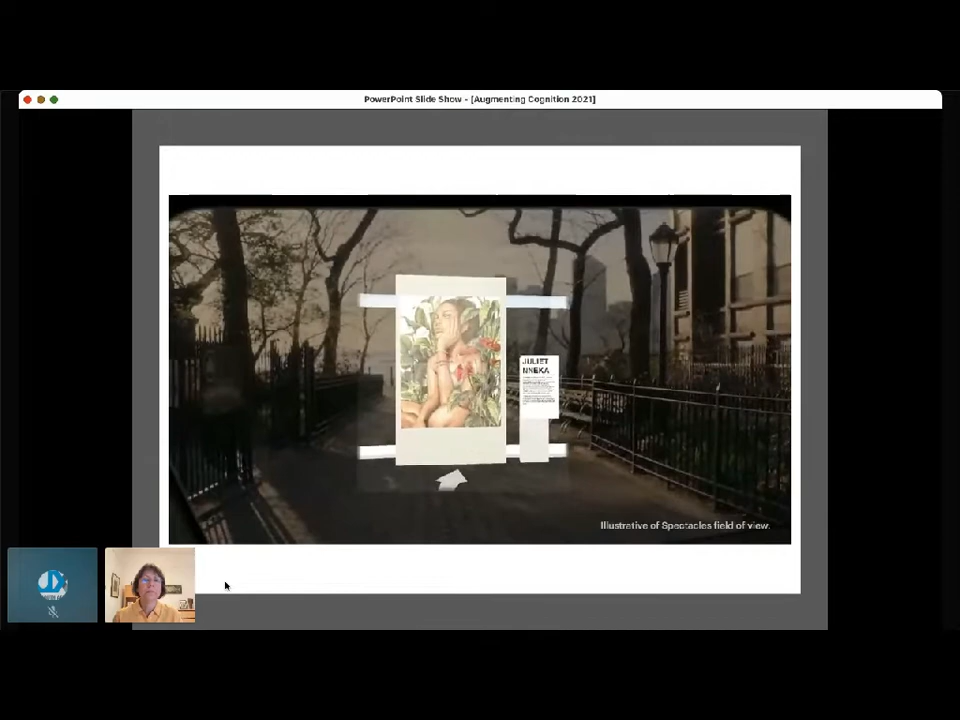 PowerPoint Slide Show - [Augmenting Cognition 2021]
JULIET
NNEKA
Illustrative of Spectacles field of view.